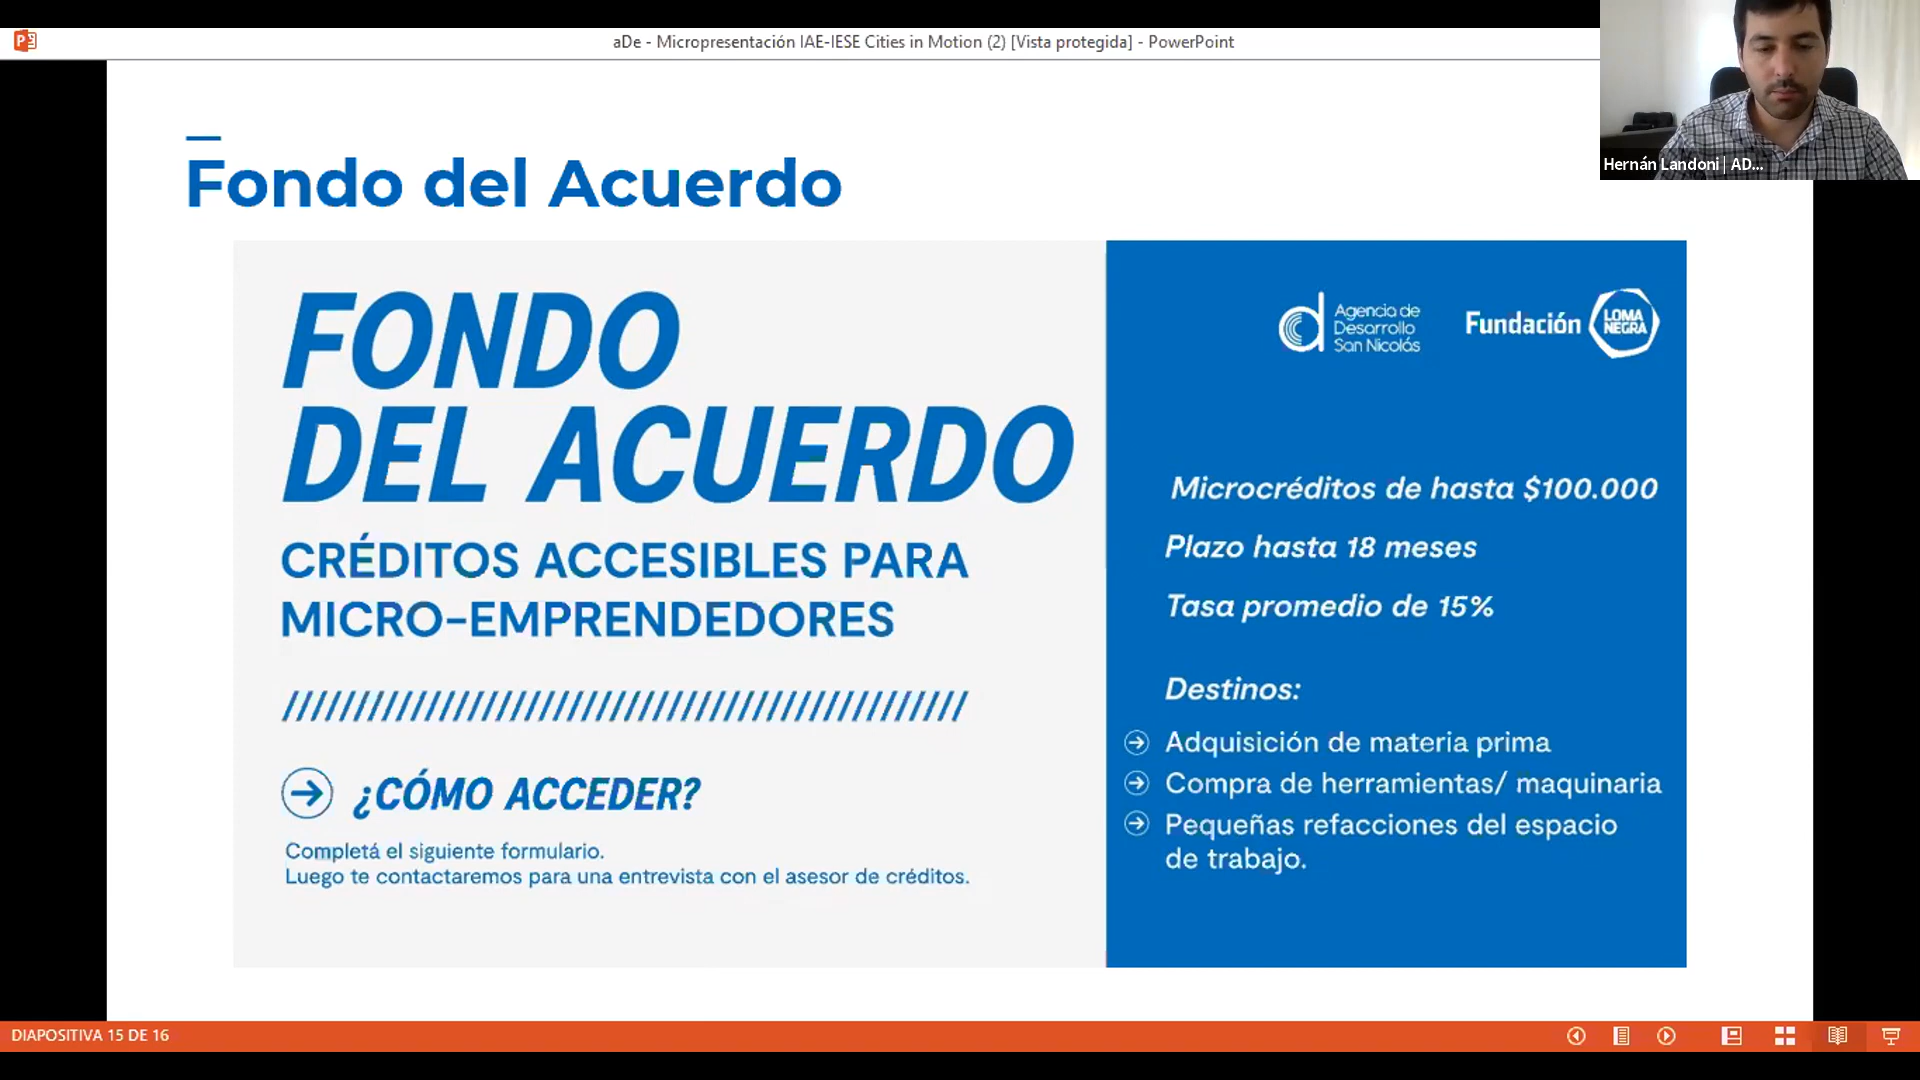 aDe - Micropresentación IAE-IESE Cities in Motion (2) [Vista protegida] - PowerPoint
Hernán Landoni | AD...
Fondo del Acuerdo
FONDO
DEL ACUERDO
CRÉDITOS ACCESIBLES PARA
MICRO-EMPRENDEDORES
¿CÓMO ACCEDER?
Completá el siguiente formulario.
Luego te contactaremos para una entrevista con el asesor de créditos.
Agencia de
Desarrollo
San Nicolás
Fundación
LOMA
NEGRA
Microcréditos de hasta $100.000
Plazo hasta 18 meses
Tasa promedio de 15%
Destinos:
Adquisición de materia prima
Compra de herramientas/ maquinaria
Pequeñas refacciones del espacio
de trabajo.
DIAPOSITIVA 15 DE 16